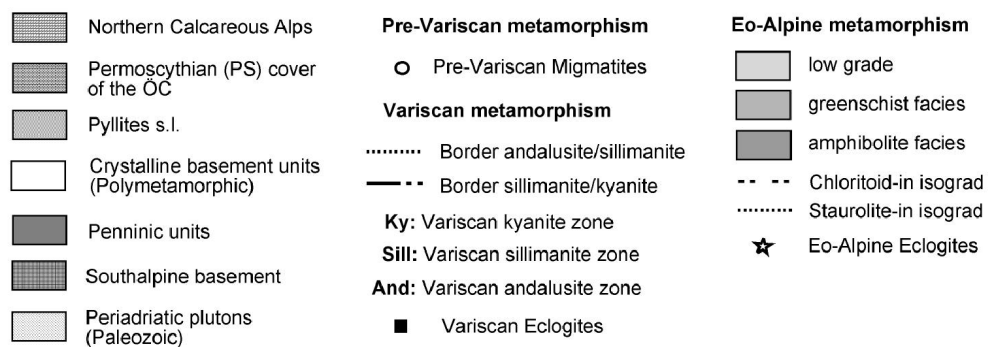 Northern Calcareous Alps
Permoscythian (PS) cover
of the ÖC
Pyllites s.l.
Crystalline basement units
(Polymetamorphic)
Penninic units
Southalpine basement
Periadriatic plutons
(Paleozoic)
Pre-Variscan metamorphism
Pre-Variscan Migmatites
Variscan metamorphism
Border andalusite/sillimanite
Border sillimanite/kyanite
Ky: Variscan kyanite zone
Sill: Variscan sillimanite zone
And: Variscan andalusite zone
Variscan Eclogites
Eo-Alpine metamorphism
low grade
greenschist facies
amphibolite facies
Chloritoid-in isograd
Staurolite-in isograd
Eo-Alpine Eclogites